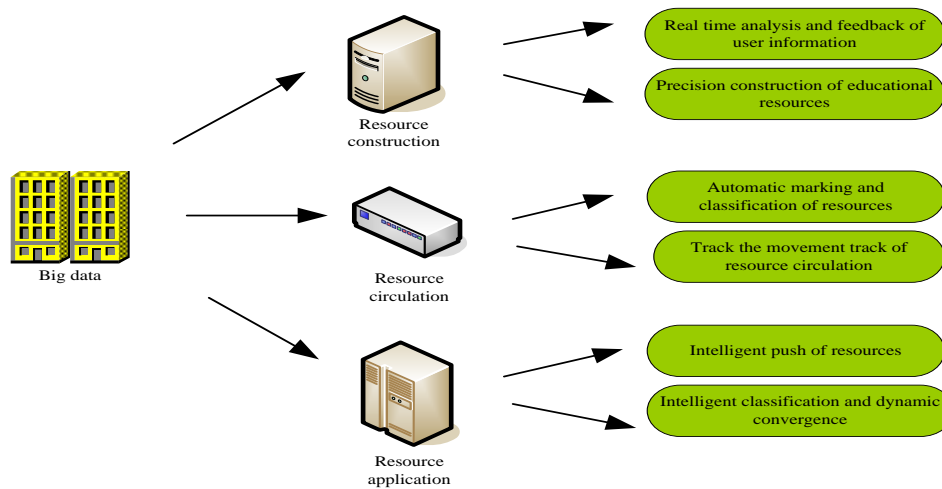 Real time analysis and feedback of
user information
Precision construction of educational
resources
Resource
construction
Automatic marking and
classification of resources
Track the movement track of
resource circulation
Big data
Resource
circulation
Intelligent push of resources
Intelligent classification and dynamic
convergence
Resource
application